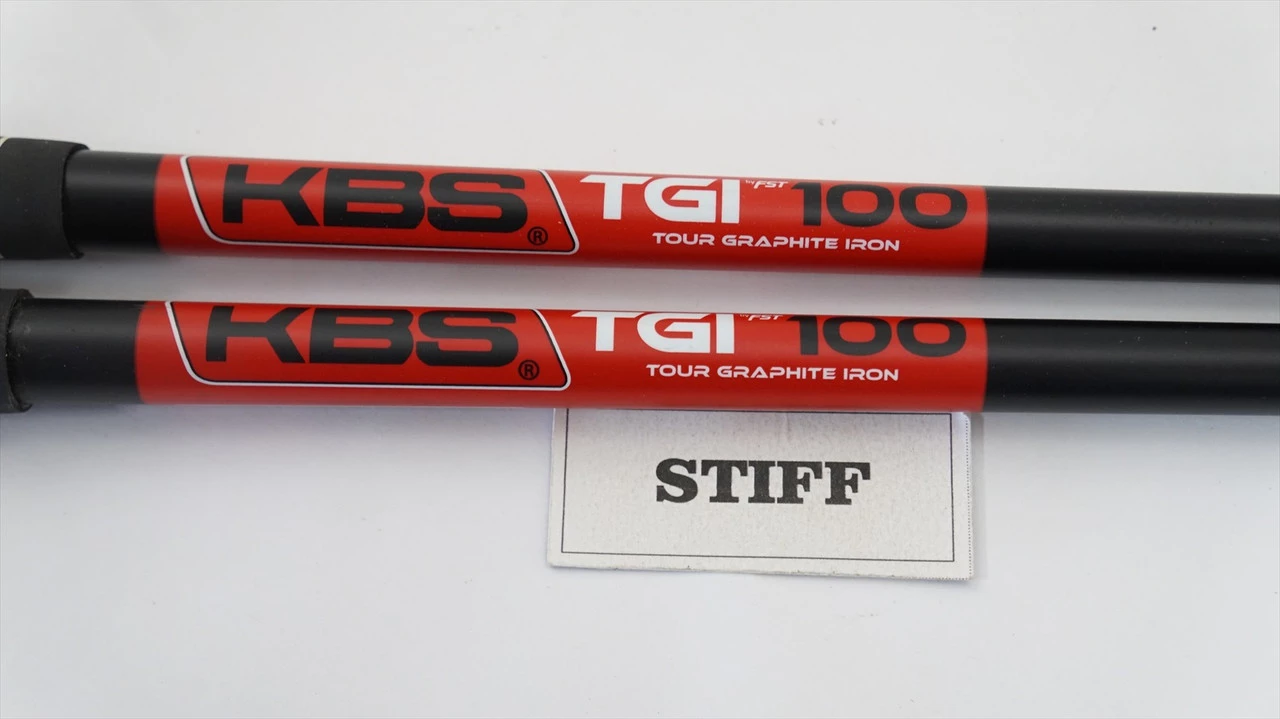 KBS® TGI by FST 100
TOUR GRAPHITE IRON
KBS® TGI by FST 100
TOUR GRAPHITE IRON
STIFF